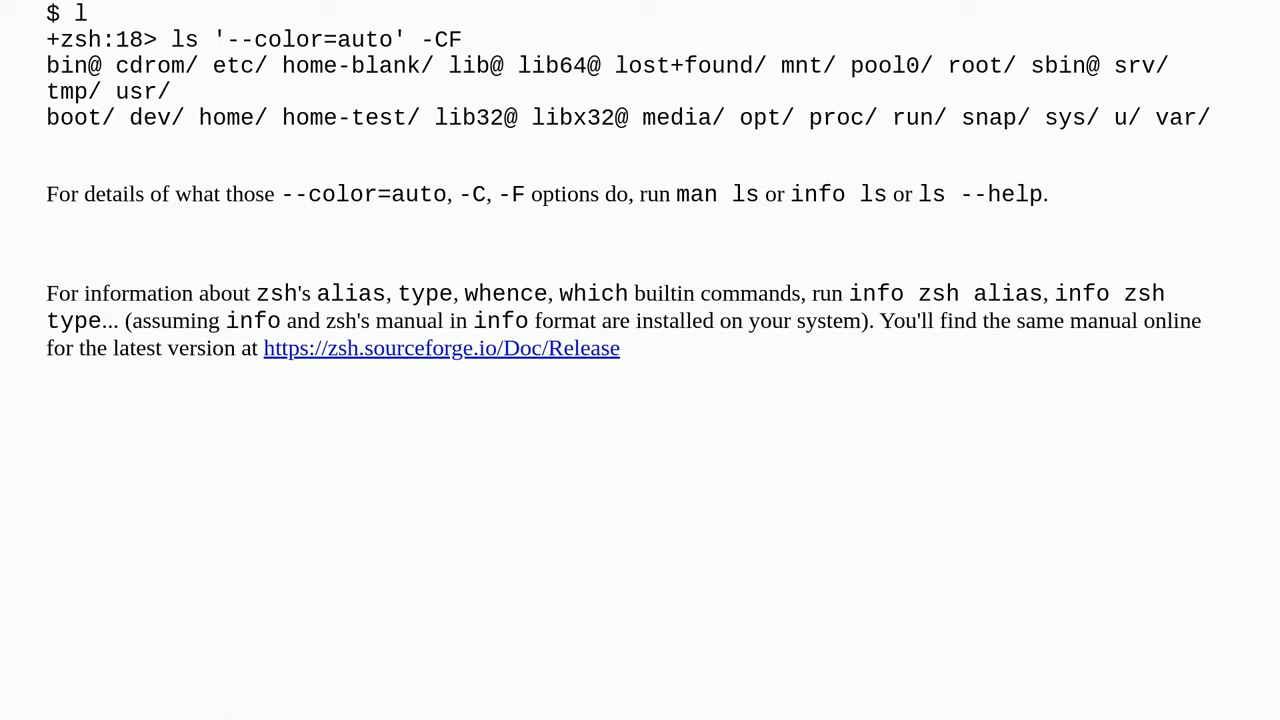 $ l
+zsh:18> ls '--color=auto' -CF
bin@ cdrom/ etc/ home-blank/ lib@ lib64@ lost+found/ mnt/ pool0/ root/ sbin@ srv/
tmp/ usr/
boot/ dev/ home/ home-test/ lib32@ libx32@ media/ opt/ proc/ run/ snap/ sys/ u/ var/
For details of what those --color=auto, -C, -F options do, run man ls or info ls or ls --help.
For information about zsh's alias, type, whence, which builtin commands, run info zsh alias, info zsh
type... (assuming info and zsh's manual in info format are installed on your system). You'll find the same manual online
for the latest version at https://zsh.sourceforge.io/Doc/Release